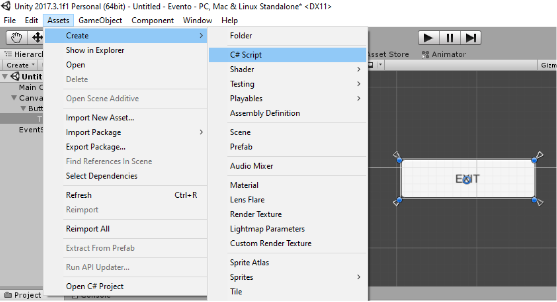 Unity 2017.3.1f1 Personal (64bit) - Untitled - Evento - PC, Mac & Linux Standalone* <DX11>
File Edit Assets GameObject Component Window Help
Create
Show in Explorer
Open
Delete
Open Scene Additive
Import New Asset...
Import Package
Export Package...
Find References In Scene
Select Dependencies
Refresh Ctrl+R
Reimport
Reimport All
Extract From Prefab
Run API Updater...
Open C# Project
Folder
C# Script
Shader
Testing
Playables
Assembly Definition
Scene
Prefab
Audio Mixer
Material
Lens Flare
Render Texture
Lightmap Parameters
Custom Render Texture
Sprite Atlas
Sprites
Tile
Hierarc
Create
Untit
Main C
Canva
Butt
T
EventS
Asset Store
Animator
Gizm
EXIT
Project